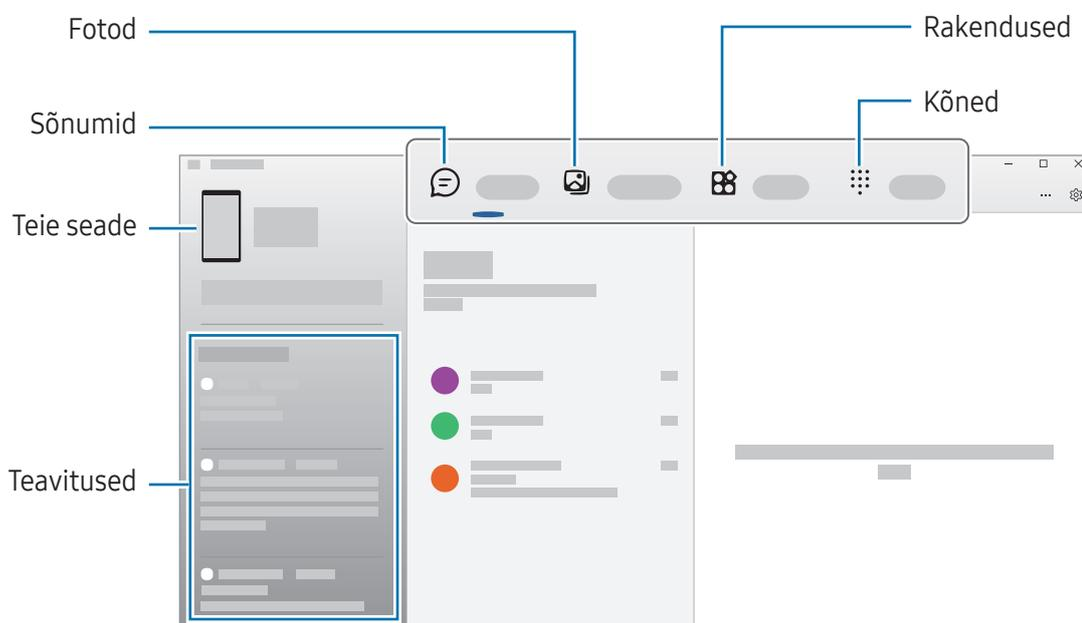 Fotod
Rakendused
Kõned
Sõnumid
Teie seade
Teavitused